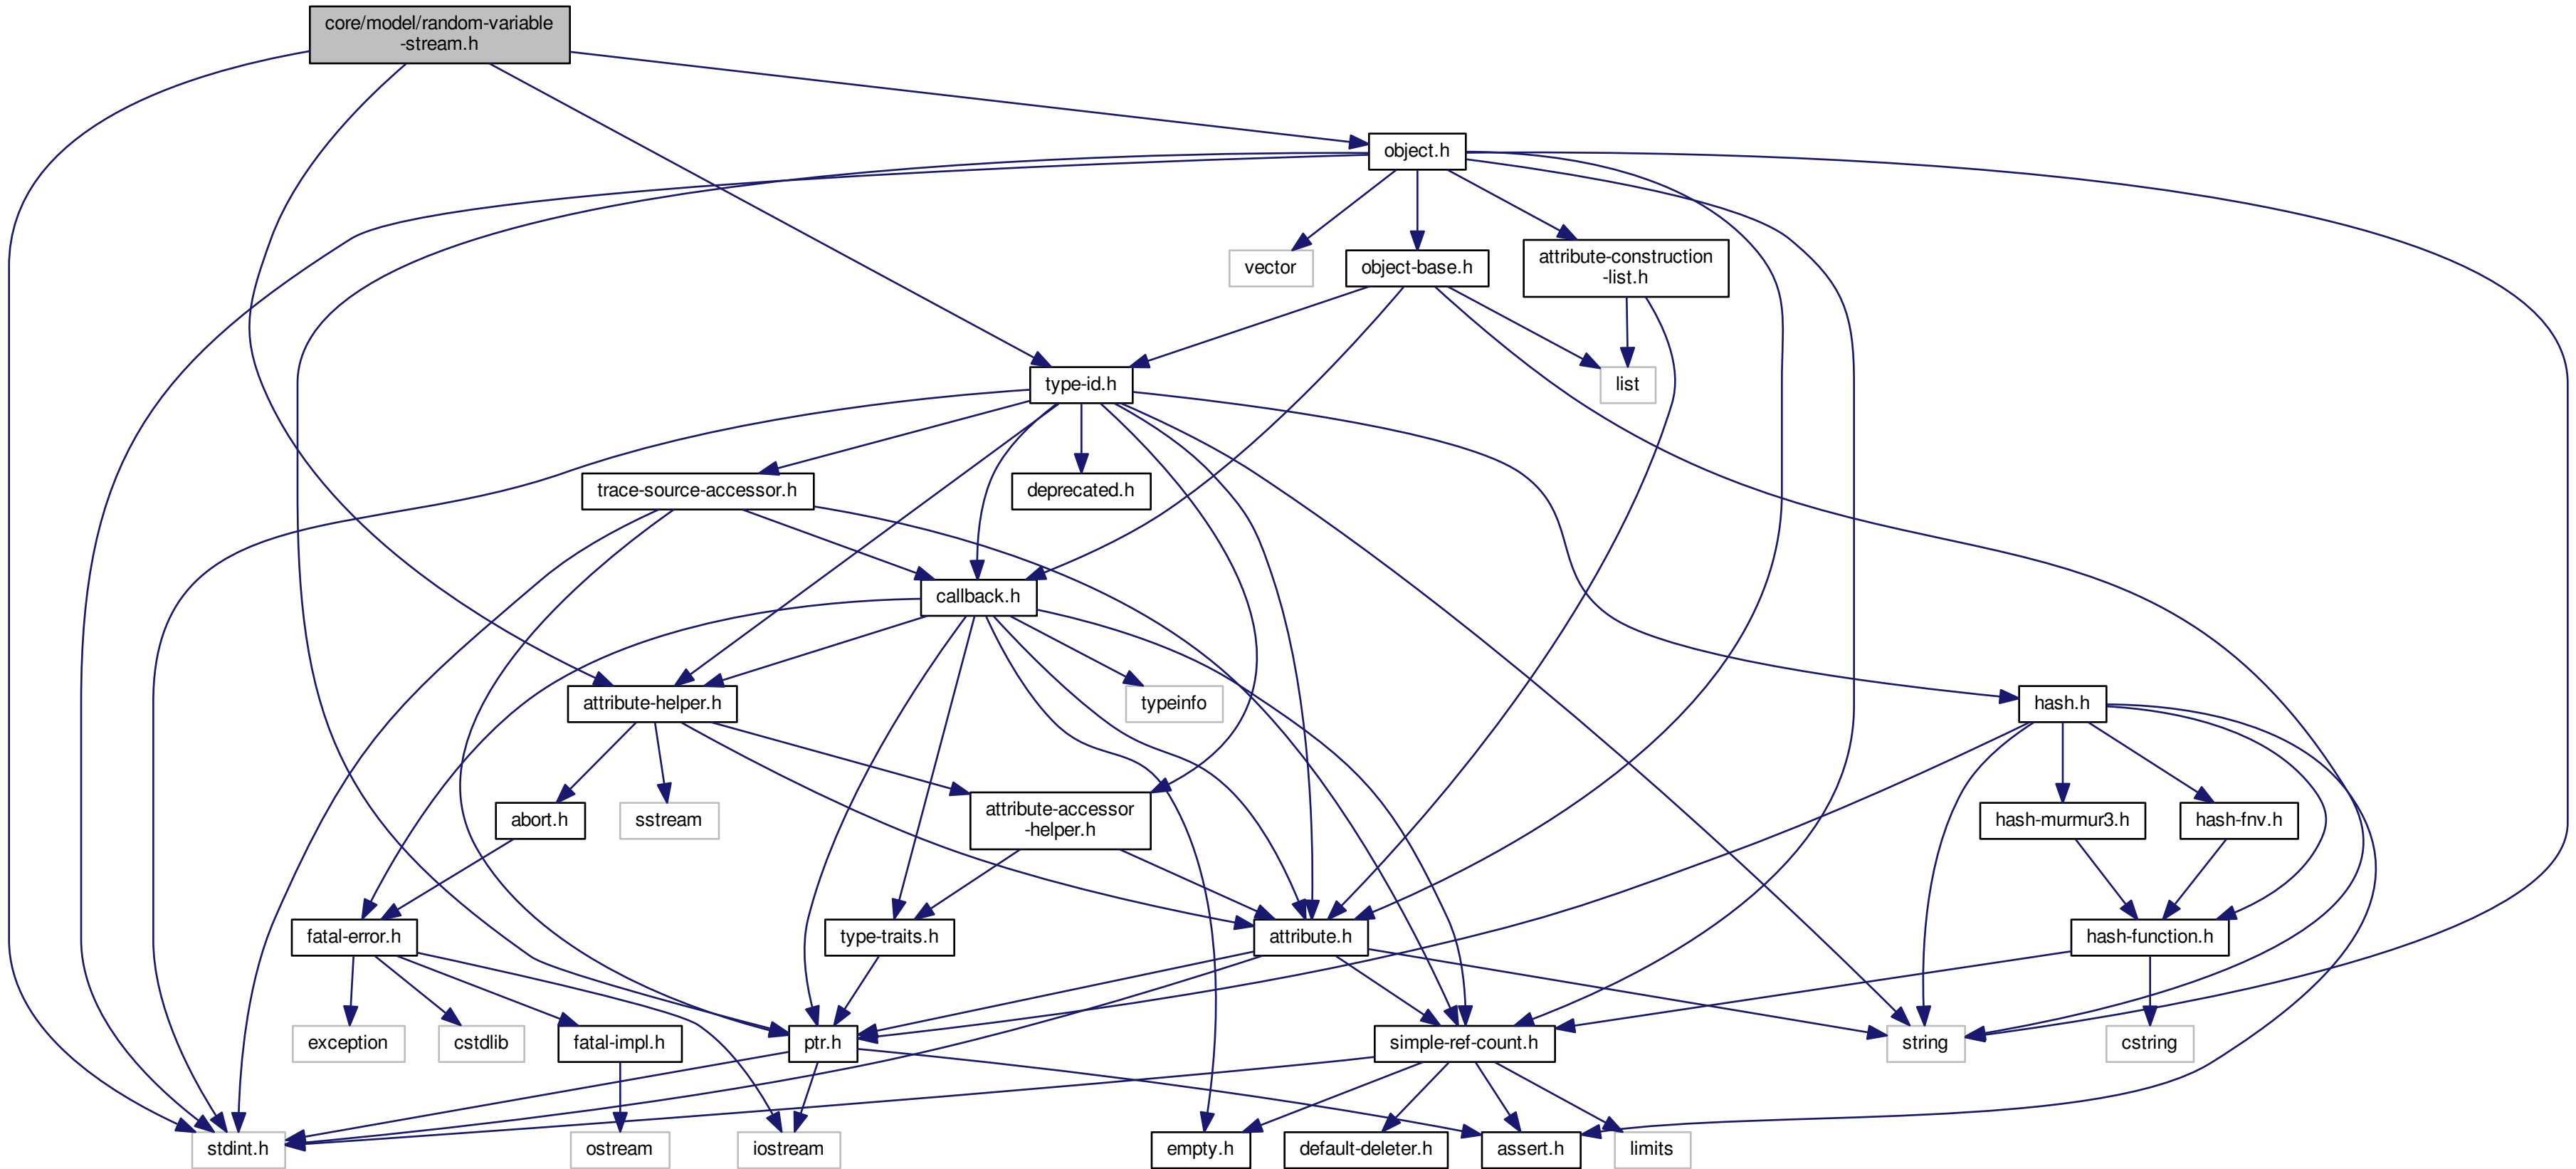 core/model/random-variable
-stream.h
object.h
vector
object-base.h
attribute-construction
-list.h
type-id.h
list
trace-source-accessor.h
deprecated.h
callback.h
attribute-helper.h
typeinfo
hash.h
abort.h
sstream
attribute-accessor
-helper.h
hash-murmur3.h
hash-fnv.h
fatal-error.h
type-traits.h
attribute.h
hash-function.h
exception
cstdlib
fatal-impl.h
ptr.h
simple-ref-count.h
string
cstring
stdint.h
ostream
iostream
empty.h
default-deleter.h
assert.h
limits